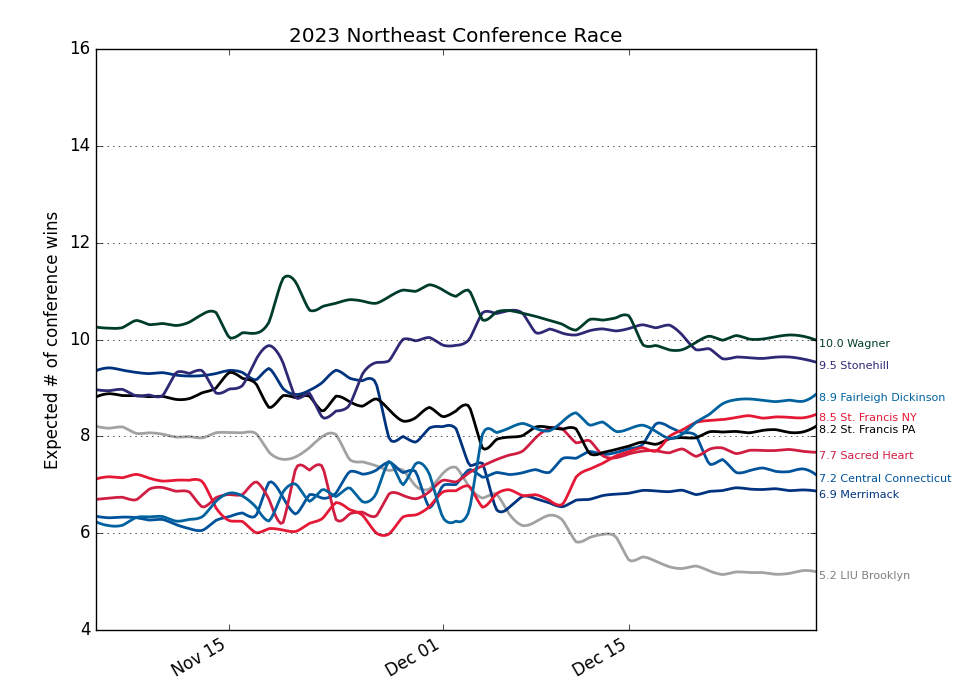 2023 Northeast Conference Race
Expected # of conference wins
16
14
12
10
8
6
4
Nov 15
Dec 01
Dec 15
10.0 Wagner
9.5 Stonehill
8.9 Fairleigh Dickinson
8.5 St. Francis NY
8.2 St. Francis PA
7.7 Sacred Heart
7.2 Central Connecticut
6.9 Merrimack
5.2 LIU Brooklyn